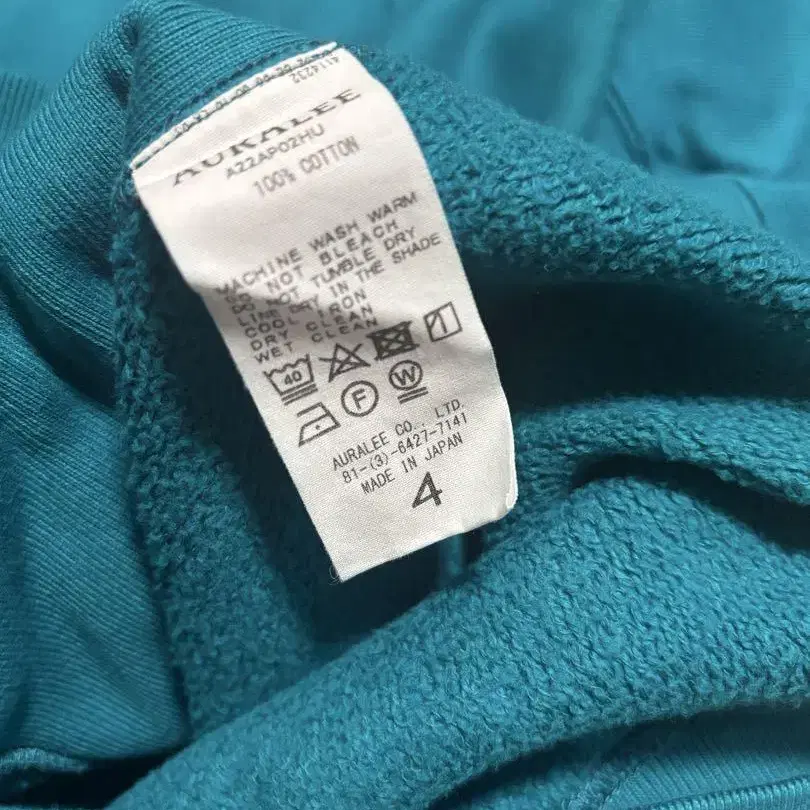 AURALEE
A22AP02HU
100% COTTON
MACHINE WASH WARM
DO NOT BLEACH
DO NOT TUMBLE DRY
LINE DRY IN THE SHADE
COOL IRON
DRY CLEAN
WET CLEAN
40
F W
AURALEE CO., LTD.
81-(3)-6427-7141
MADE IN JAPAN
4